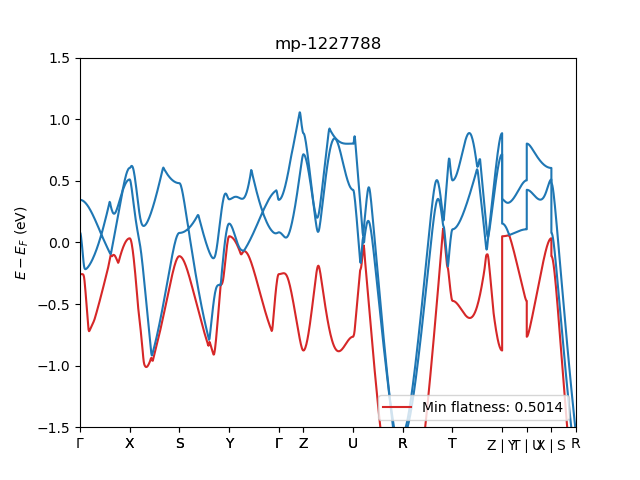 mp-1227788
1.5
1.0
0.5
0.0
−0.5
−1.0
−1.5
E − E_F (eV)
Min flatness: 0.5014
Γ X S Y Γ Z U R T Z | Y T | U X | S R